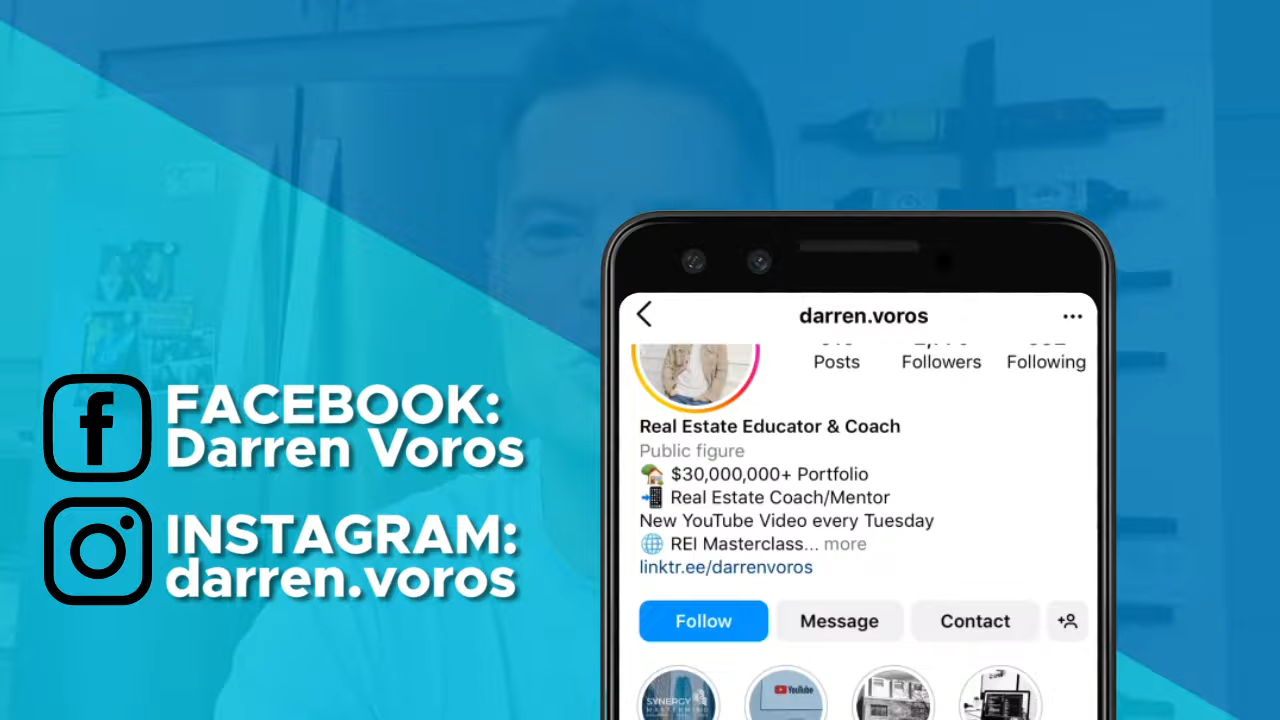 FACEBOOK:
Darren Voros
INSTAGRAM:
darren.voros
darren.voros
Posts Followers Following
Real Estate Educator & Coach
Public figure
$30,000,000+ Portfolio
Real Estate Coach/Mentor
New YouTube Video every Tuesday
REI Masterclass... more
linktr.ee/darrenvoros
Follow Message Contact
SYNERGY
YouTube